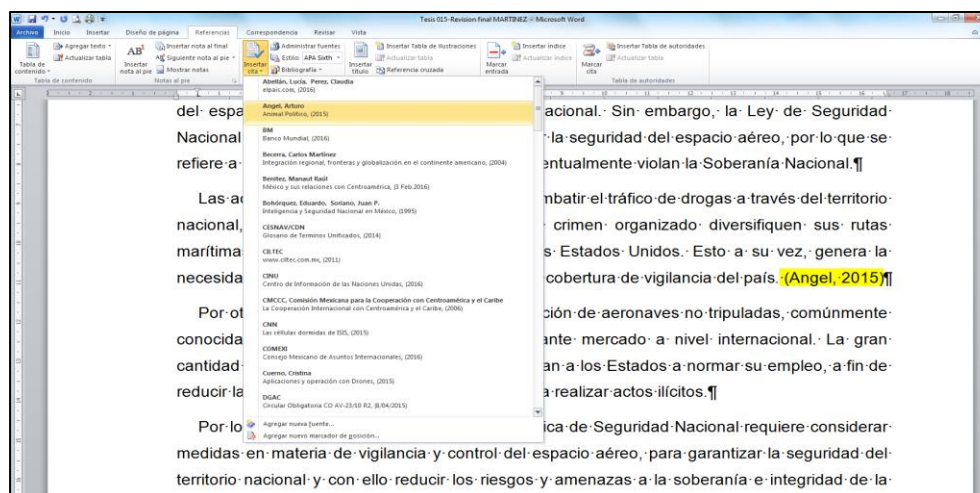 Tesis 015-Revision final MARTINEZ - Microsoft Word
Archivo Inicio Insertar Diseño de página Referencias Correspondencia Revisar Vista
Tabla de contenido
Agregar texto
Actualizar tabla
Tabla de contenido
AB¹
Insertar nota al pie
Insertar nota al final
Siguiente nota al pie
Mostrar notas
Notas al pie
Insertar cita
Administrar fuentes
Estilo: APA Sixth
Bibliografía
Insertar título
Insertar Tabla de ilustraciones
Actualizar tabla
Referencia cruzada
Marcar entrada
Insertar índice
Actualizar índice
Marcar cita
Insertar Tabla de autoridades
Actualizar tabla
Tabla de autoridades
Abellán, Lucía. Perez, Claudia
elpais.com, (2016)
Angel, Arturo
Animal Político, (2015)
BM
Banco Mundial, (2016)
Becerra, Carlos Martínez
Integración regional, fronteras y globalización en el continente americano, (2004)
Benitez, Manaut Raúl
México y sus relaciones con Centroamérica, (3 Feb.2016)
Bohórquez, Eduardo. Soriano, Juan P.
Inteligencia y Seguridad Nacional en México, (1995)
CESNAV/CDN
Glosario de Terminos Unificados, (2014)
CILTEC
www.ciltec.com.mx, (2011)
CINU
Centro de Información de las Naciones Unidas, (2016)
CMCCC, Comisión Mexicana para la Cooperación con Centroamérica y el Caribe
La Cooperación Internacional con Centroamérica y el Caribe, (2006)
CNN
Las células dormidas de ISIS, (2015)
COMEXI
Consejo Mexicano de Asuntos Internacionales, (2016)
Cuerno, Cristina
Aplicaciones y operación con Drones, (2015)
DGAC
Circular Obligatoria CO AV-23/10 R2, (8/04/2015)
Agregar nueva fuente...
Agregar nuevo marcador de posición...
del espa acional. Sin embargo, la Ley de Seguridad
Nacional la seguridad del espacio aéreo, por lo que se
refiere a entualmente violan la Soberanía Nacional.¶
Las ac mbatir el tráfico de drogas a través del territorio
nacional, crimen organizado diversifiquen sus rutas
marítima s Estados Unidos. Esto a su vez, genera la
necesida cobertura de vigilancia del país. (Angel, 2015)¶
Por ot ción de aeronaves no tripuladas, comúnmente
conocida ante mercado a nivel internacional. La gran
cantidad an a los Estados a normar su empleo, a fin de
reducir la a realizar actos ilícitos.¶
Por lo ica de Seguridad Nacional requiere considerar
medidas en materia de vigilancia y control del espacio aéreo, para garantizar la seguridad del
territorio nacional y con ello reducir los riesgos y amenazas a la soberanía e integridad de la